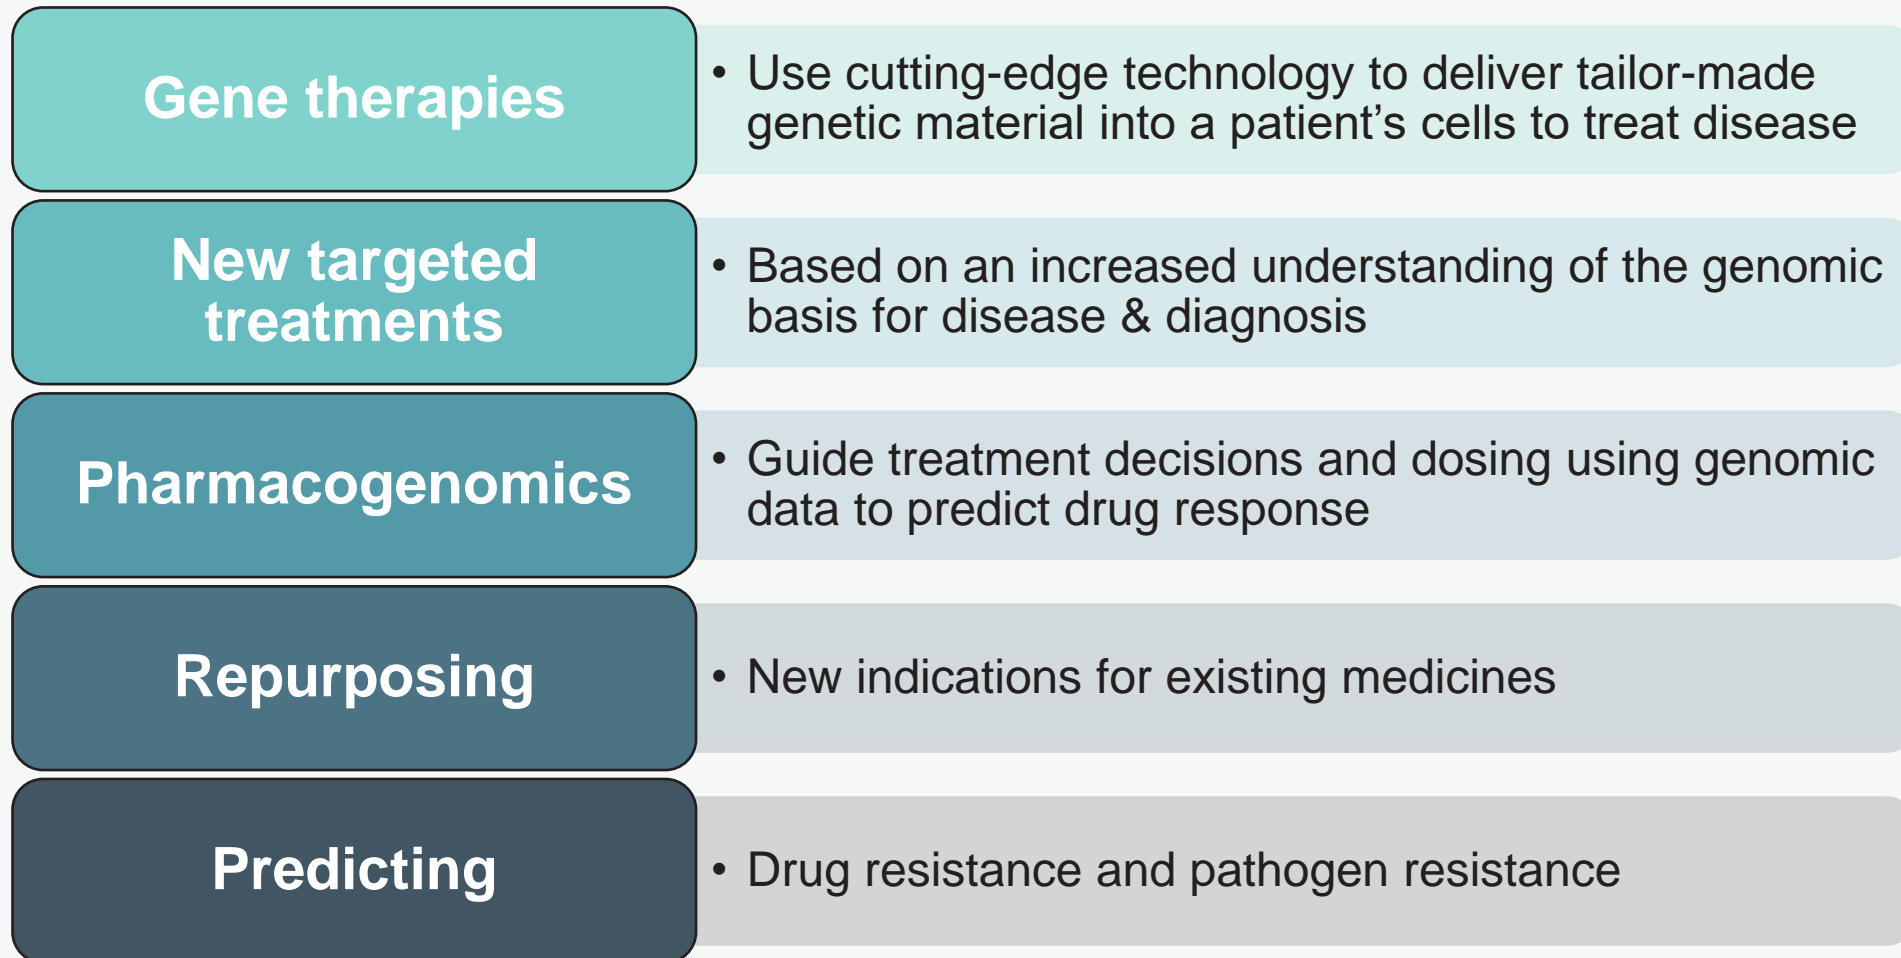 Gene therapies
• Use cutting-edge technology to deliver tailor-made
genetic material into a patient’s cells to treat disease
New targeted
treatments
• Based on an increased understanding of the genomic
basis for disease & diagnosis
Pharmacogenomics
• Guide treatment decisions and dosing using genomic
data to predict drug response
Repurposing
• New indications for existing medicines
Predicting
• Drug resistance and pathogen resistance